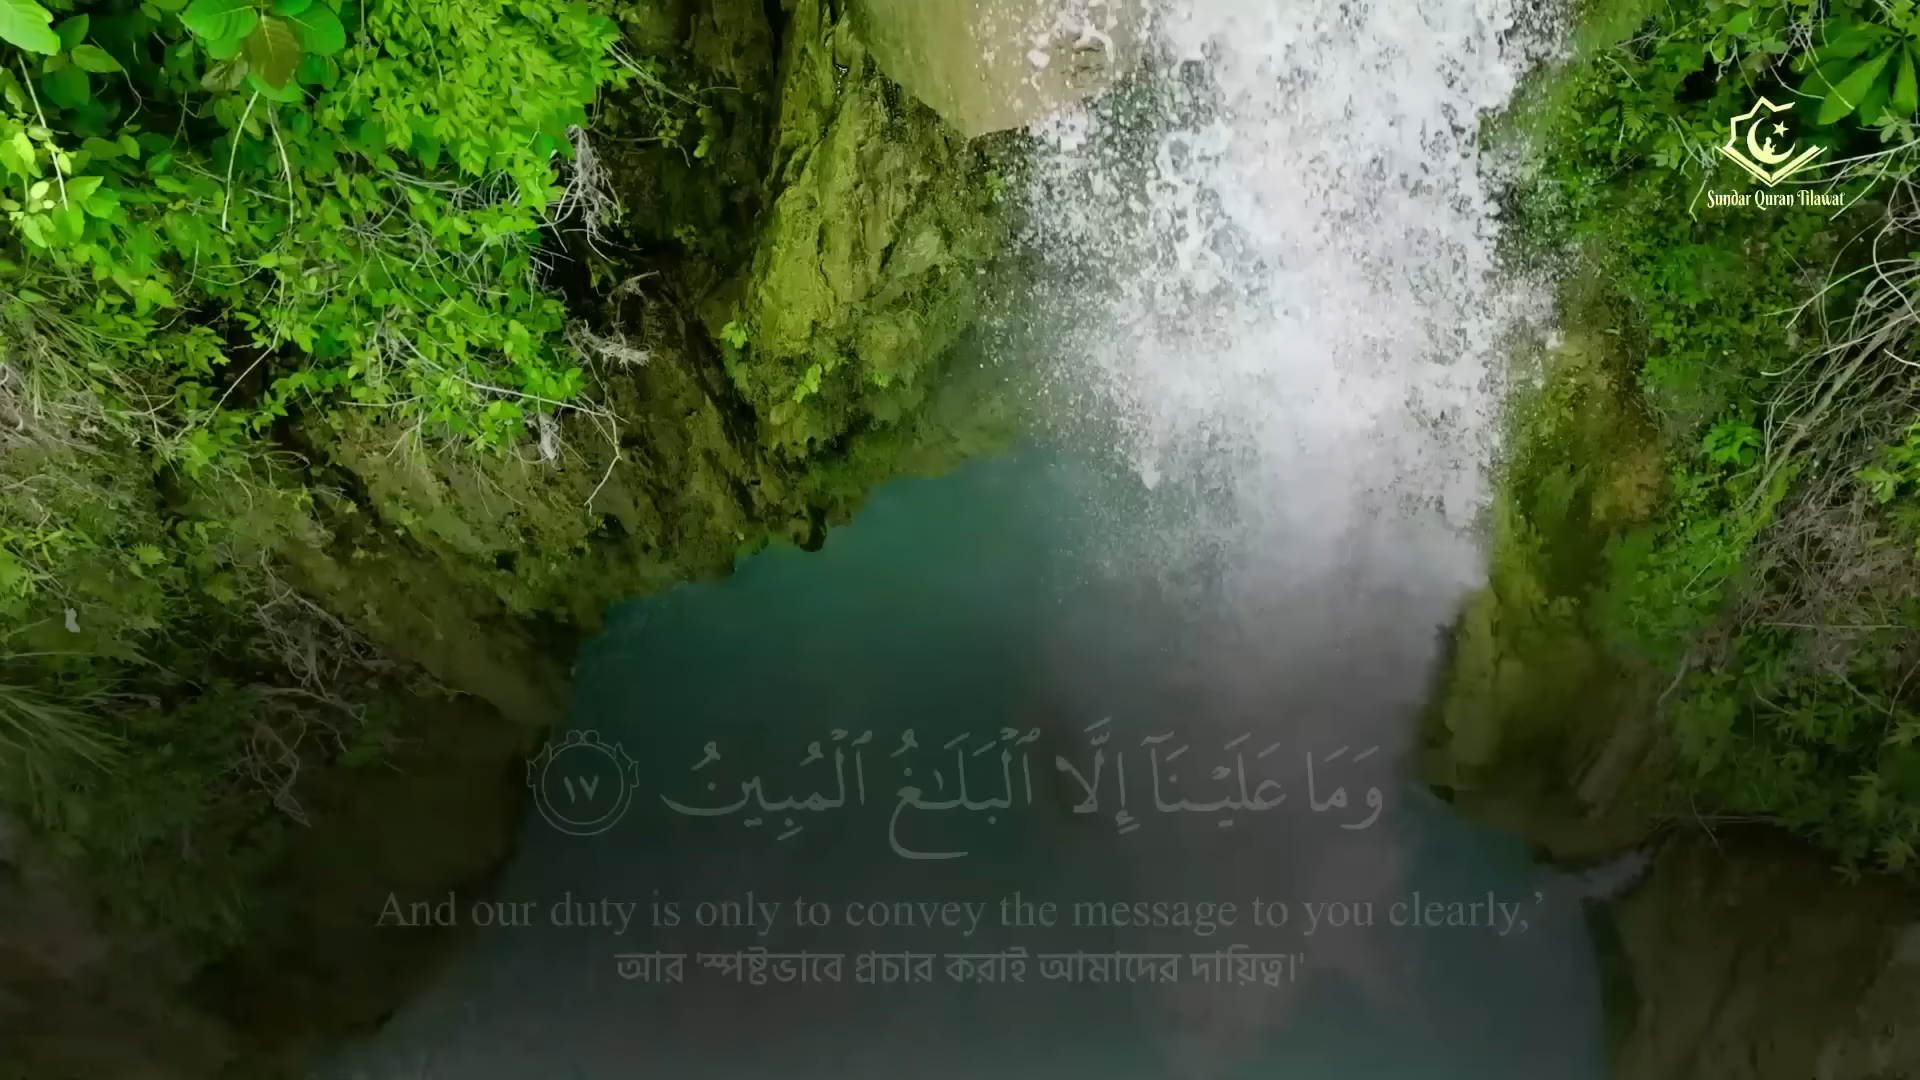 Sundar Quran Tilawat
وَمَا عَلَيْنَآ إِلَّا ٱلْبَلَـٰغُ ٱلْمُبِينُ ١٧
And our duty is only to convey the message to you clearly,’
আর 'স্পষ্টভাবে প্রচার করাই আমাদের দায়িত্ব।'